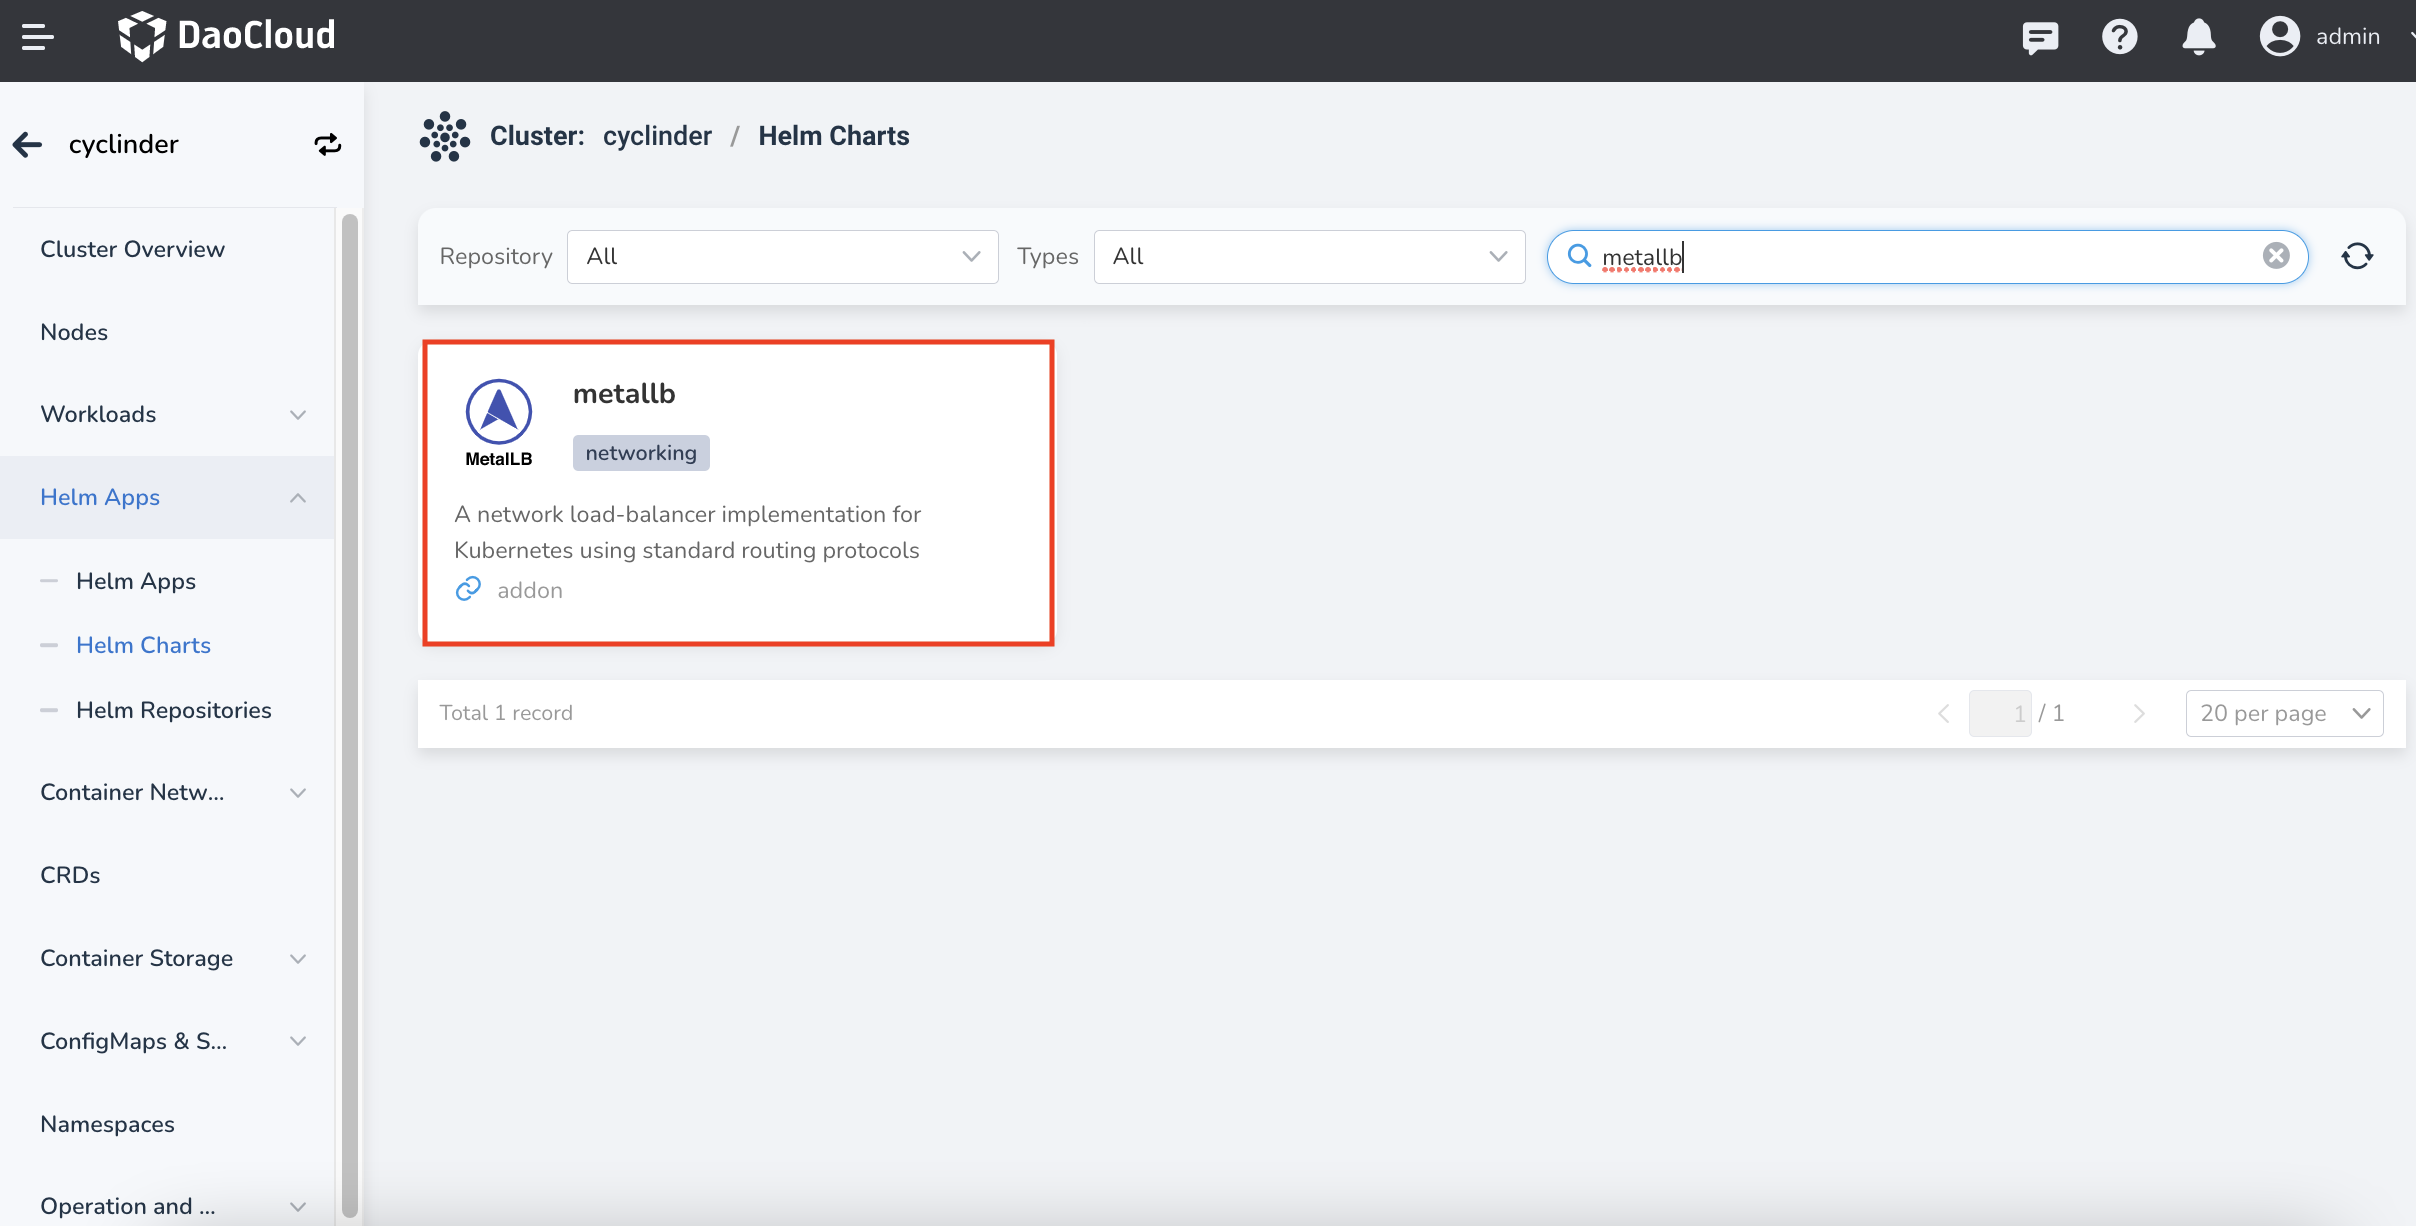 DaoCloud
admin
cyclinder
Cluster: cyclinder / Helm Charts
Cluster Overview
Nodes
Workloads
Helm Apps
Helm Apps
Helm Charts
Helm Repositories
Container Netw...
CRDs
Container Storage
ConfigMaps & S...
Namespaces
Operation and ...
Repository All Types All metallb
metallb
MetalLB
networking
A network load-balancer implementation for
Kubernetes using standard routing protocols
addon
Total 1 record
1 / 1
20 per page